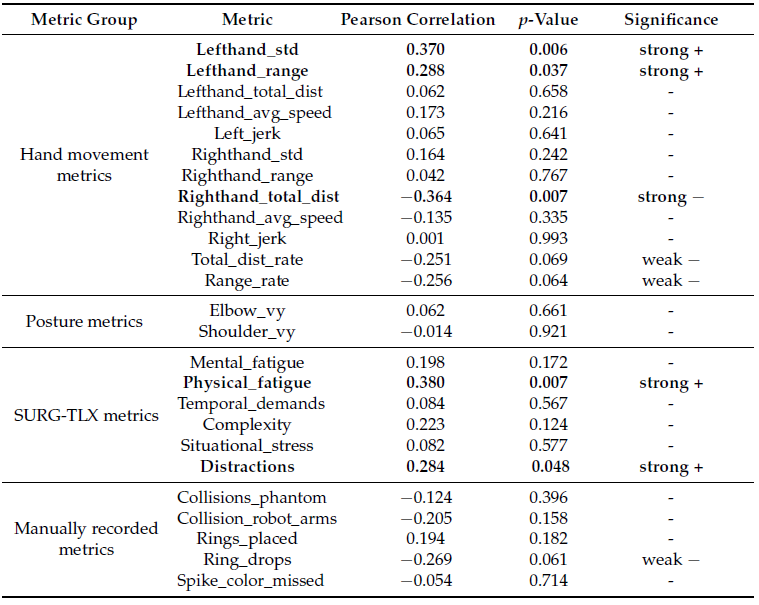 Metric Group Metric Pearson Correlation p-Value Significance
Lefthand_std 0.370 0.006 strong +
Lefthand_range 0.288 0.037 strong +
Lefthand_total_dist 0.062 0.658 -
Lefthand_avg_speed 0.173 0.216 -
Left_jerk 0.065 0.641 -
Hand movement Righthand_std 0.164 0.242 -
metrics Righthand_range 0.042 0.767 -
Righthand_total_dist −0.364 0.007 strong −
Righthand_avg_speed −0.135 0.335 -
Right_jerk 0.001 0.993 -
Total_dist_rate −0.251 0.069 weak −
Range_rate −0.256 0.064 weak −
Posture metrics Elbow_vy 0.062 0.661 -
Shoulder_vy −0.014 0.921 -
Mental_fatigue 0.198 0.172 -
Physical_fatigue 0.380 0.007 strong +
Temporal_demands 0.084 0.567 -
SURG-TLX metrics Complexity 0.223 0.124 -
Situational_stress 0.082 0.577 -
Distractions 0.284 0.048 strong +
Collisions_phantom −0.124 0.396 -
Manually recorded Collision_robot_arms −0.205 0.158 -
metrics Rings_placed 0.194 0.182 -
Ring_drops −0.269 0.061 weak −
Spike_color_missed −0.054 0.714 -